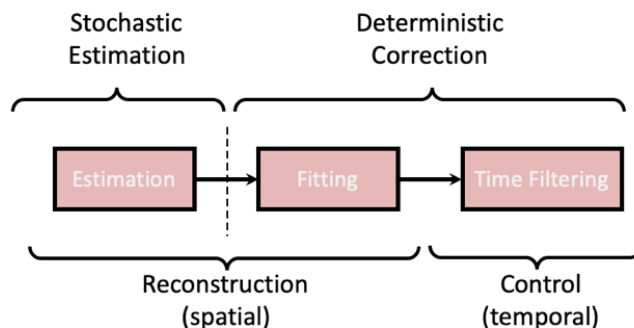 Stochastic
Estimation
Deterministic
Correction
Estimation
Fitting
Time Filtering
Reconstruction
(spatial)
Control
(temporal)